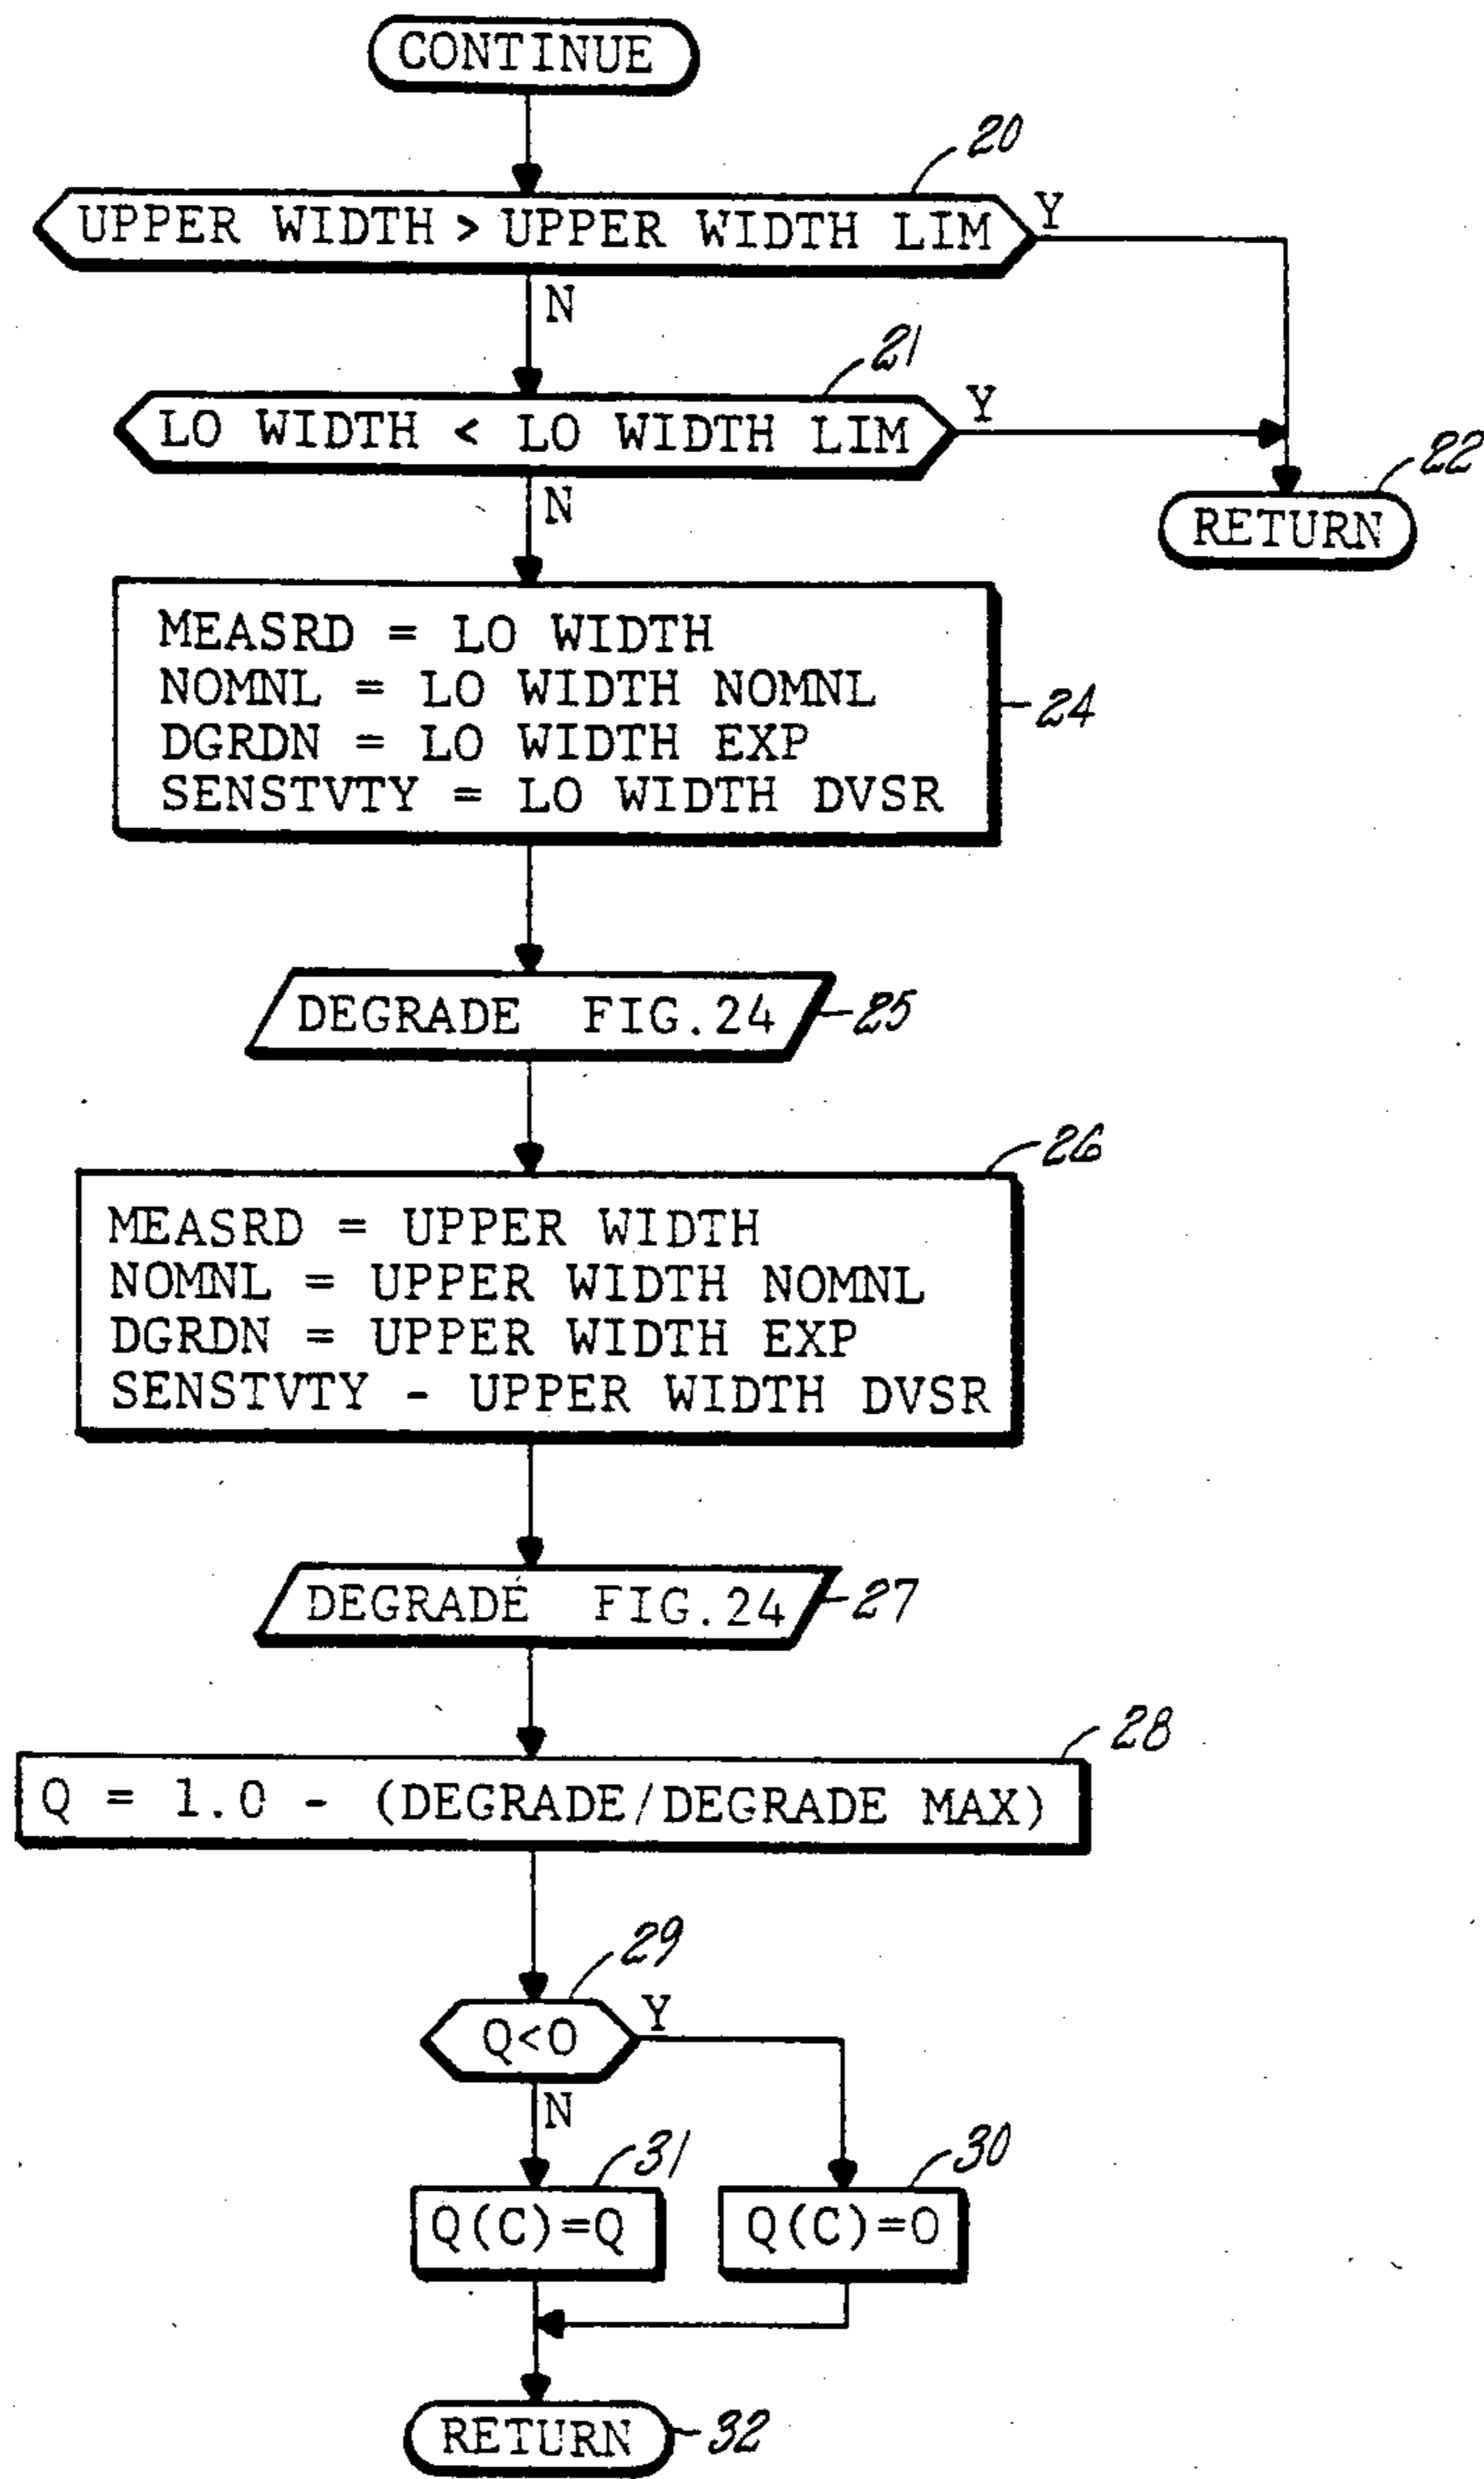 CONTINUE
20
UPPER WIDTH > UPPER WIDTH LIM
Y
N
21
LO WIDTH < LO WIDTH LIM
Y
N
22
RETURN
MEASRD = LO WIDTH
NOMNL = LO WIDTH NOMNL
DGRDN = LO WIDTH EXP
SENSTVTY = LO WIDTH DVSR
24
DEGRADE FIG.24
25
26
MEASRD = UPPER WIDTH
NOMNL = UPPER WIDTH NOMNL
DGRDN = UPPER WIDTH EXP
SENSTVTY - UPPER WIDTH DVSR
DEGRADE FIG.24
27
28
Q = 1.0 - (DEGRADE/DEGRADE MAX)
29
Q<0
Y
N
31
Q(C)=Q
30
Q(C)=0
RETURN
32